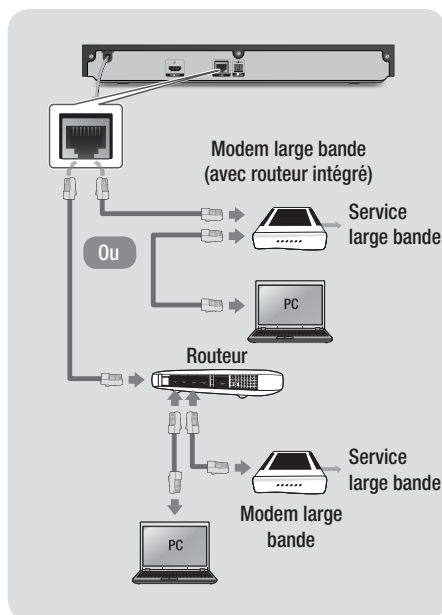 Modem large bande
(avec routeur intégré)
Service
large bande
Ou
PC
Routeur
Service
large bande
Modem large
bande
PC